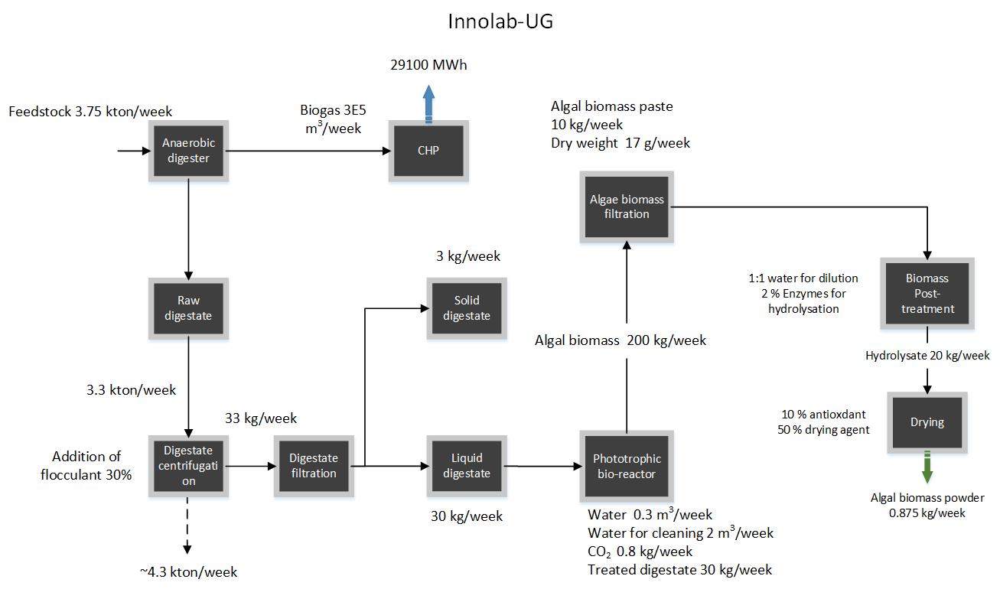 Innolab-UG
29100 MWh
Feedstock 3.75 kton/week
Biogas 3E5
m³/week
Algal biomass paste
10 kg/week
Dry weight  17 g/week
Anaerobic
digester
CHP
Algae biomass
filtration
3 kg/week
1:1 water for dilution
2 % Enzymes for
hydrolysation
Biomass
Post-
treatment
Raw
digestate
Solid
digestate
Algal biomass  200 kg/week
Hydrolysate 20 kg/week
3.3 kton/week
33 kg/week
10 % antioxdant
50 % drying agent
Drying
Addition of
flocculant 30%
Digestate
centrifugati
on
Digestate
filtration
Liquid
digestate
Phototrophic
bio-reactor
30 kg/week
Algal biomass powder
0.875 kg/week
Water  0.3 m³/week
Water for cleaning 2 m³/week
CO₂  0.8 kg/week
Treated digestate 30 kg/week
~4.3 kton/week